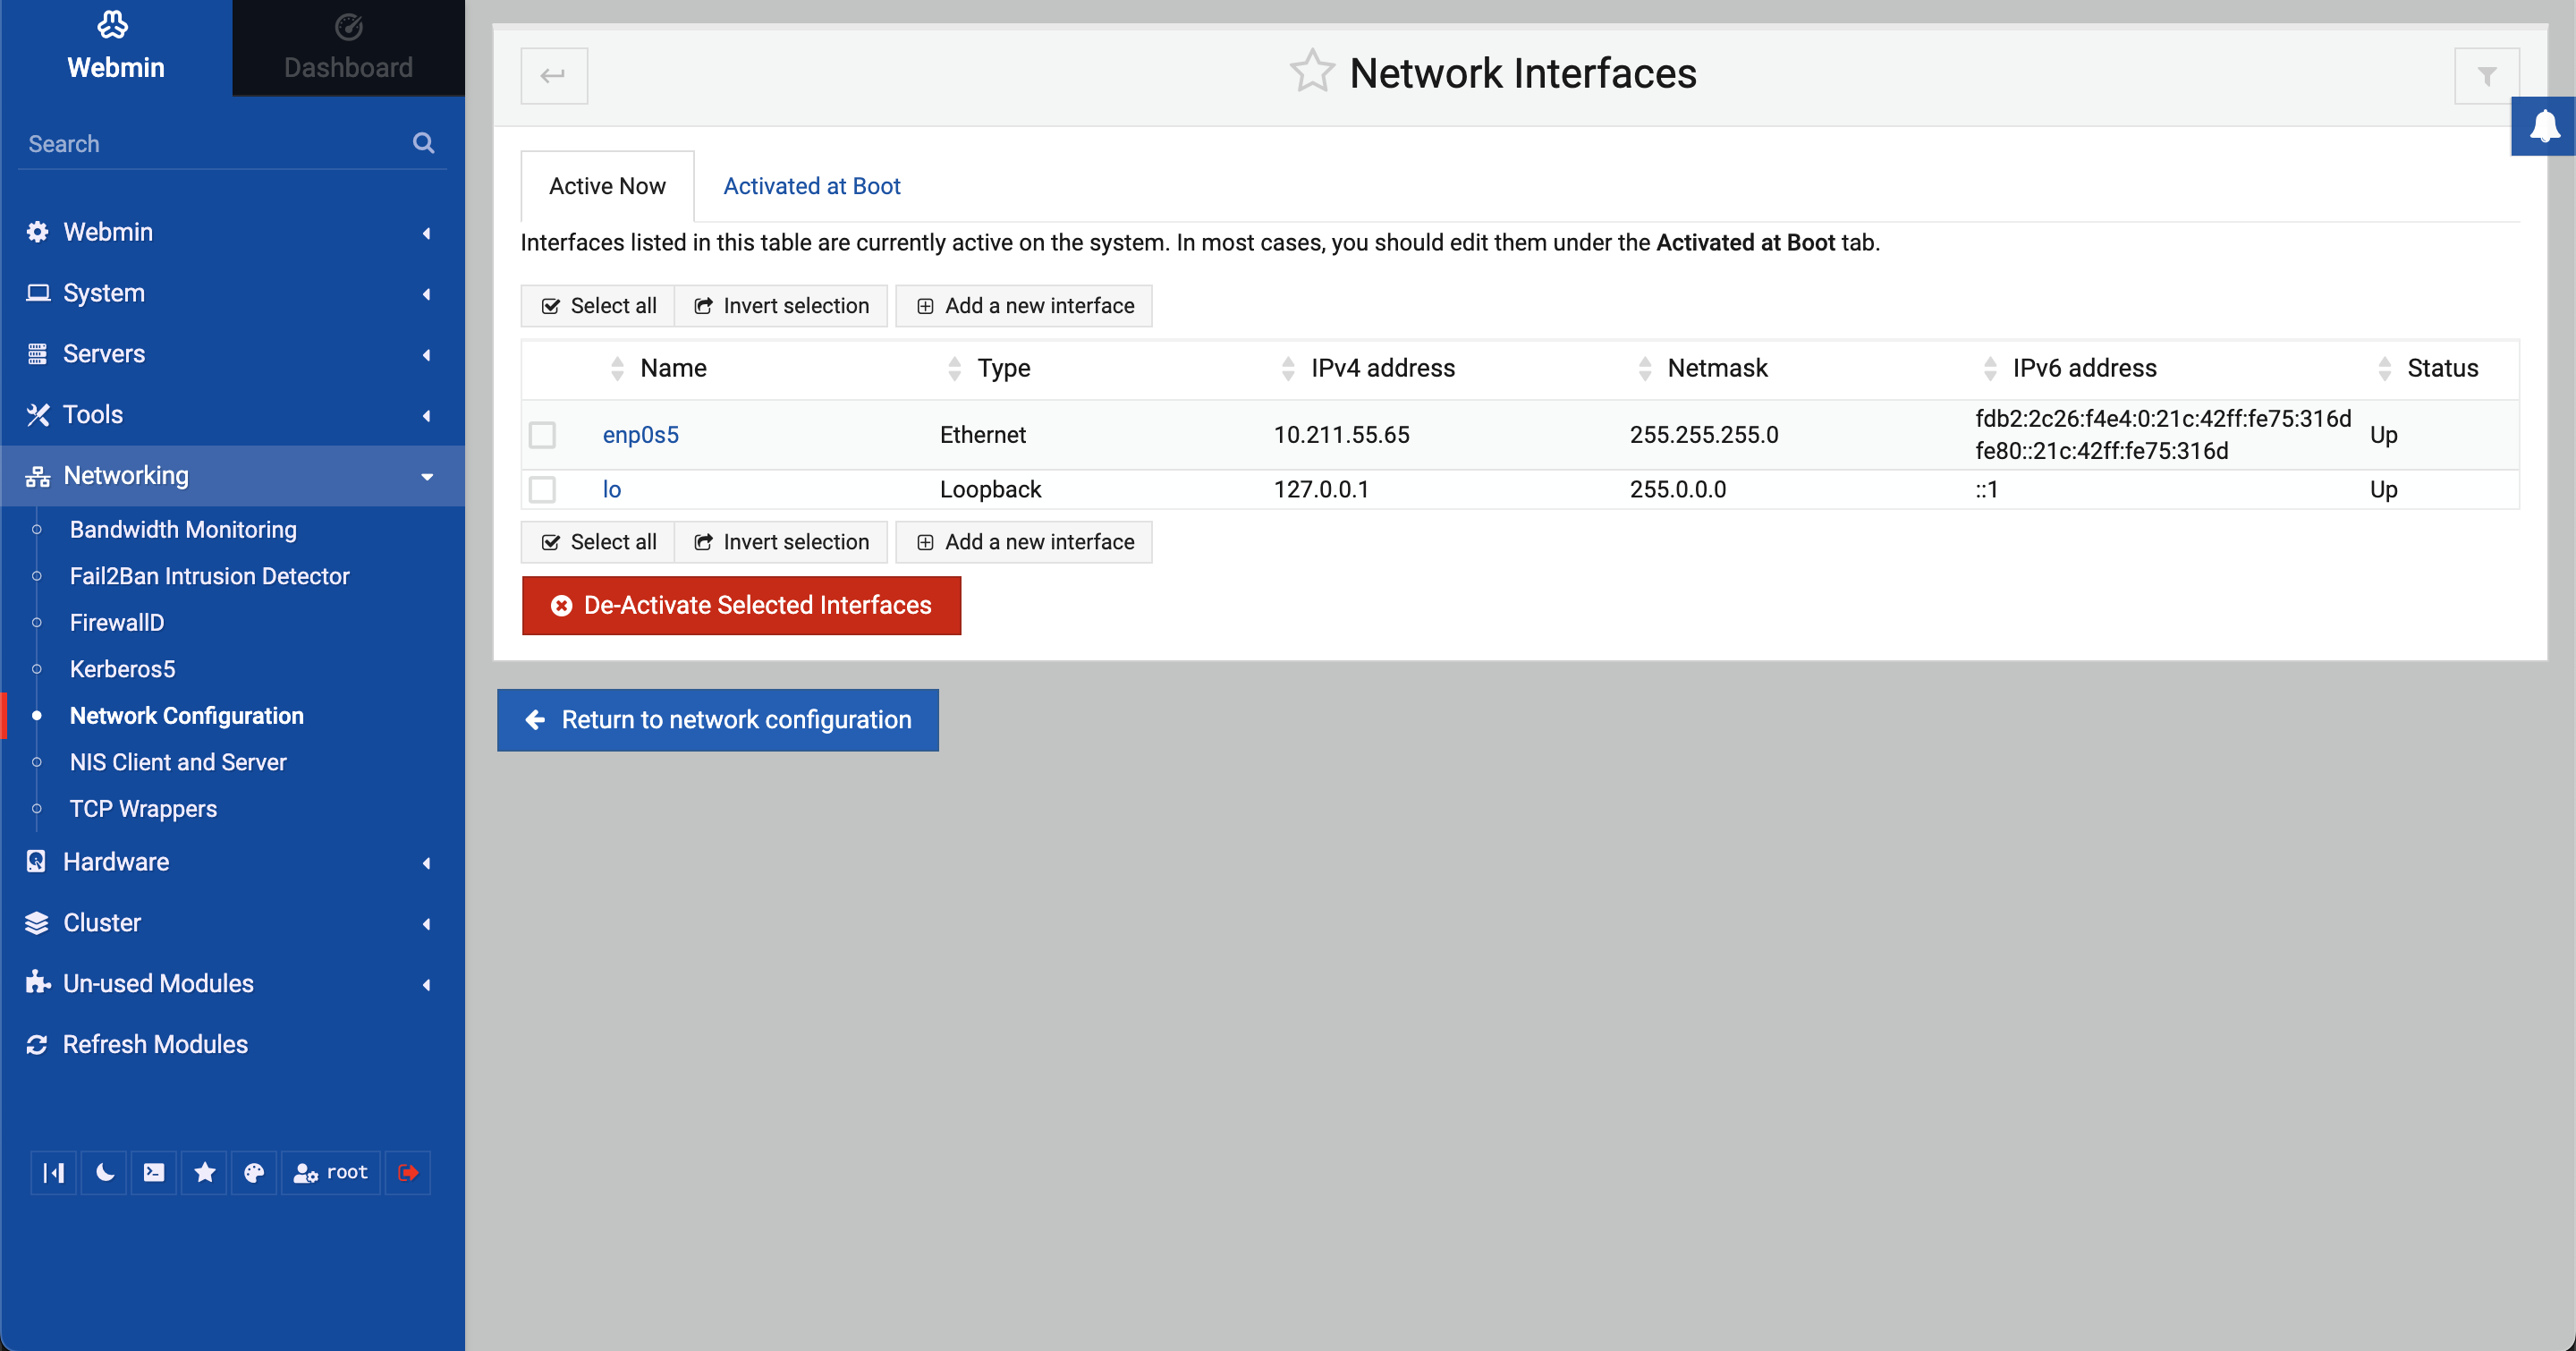 Webmin
Dashboard
Search
Webmin
System
Servers
Tools
Networking
Bandwidth Monitoring
Fail2Ban Intrusion Detector
FirewallD
Kerberos5
Network Configuration
NIS Client and Server
TCP Wrappers
Hardware
Cluster
Un-used Modules
Refresh Modules
root
Network Interfaces
Active Now Activated at Boot
Interfaces listed in this table are currently active on the system. In most cases, you should edit them under the Activated at Boot tab.
Select all Invert selection Add a new interface
Name Type IPv4 address Netmask IPv6 address Status
enp0s5 Ethernet 10.211.55.65 255.255.255.0 fdb2:2c26:f4e4:0:21c:42ff:fe75:316d Up
fe80::21c:42ff:fe75:316d
lo Loopback 127.0.0.1 255.0.0.0 ::1 Up
Select all Invert selection Add a new interface
De-Activate Selected Interfaces
Return to network configuration